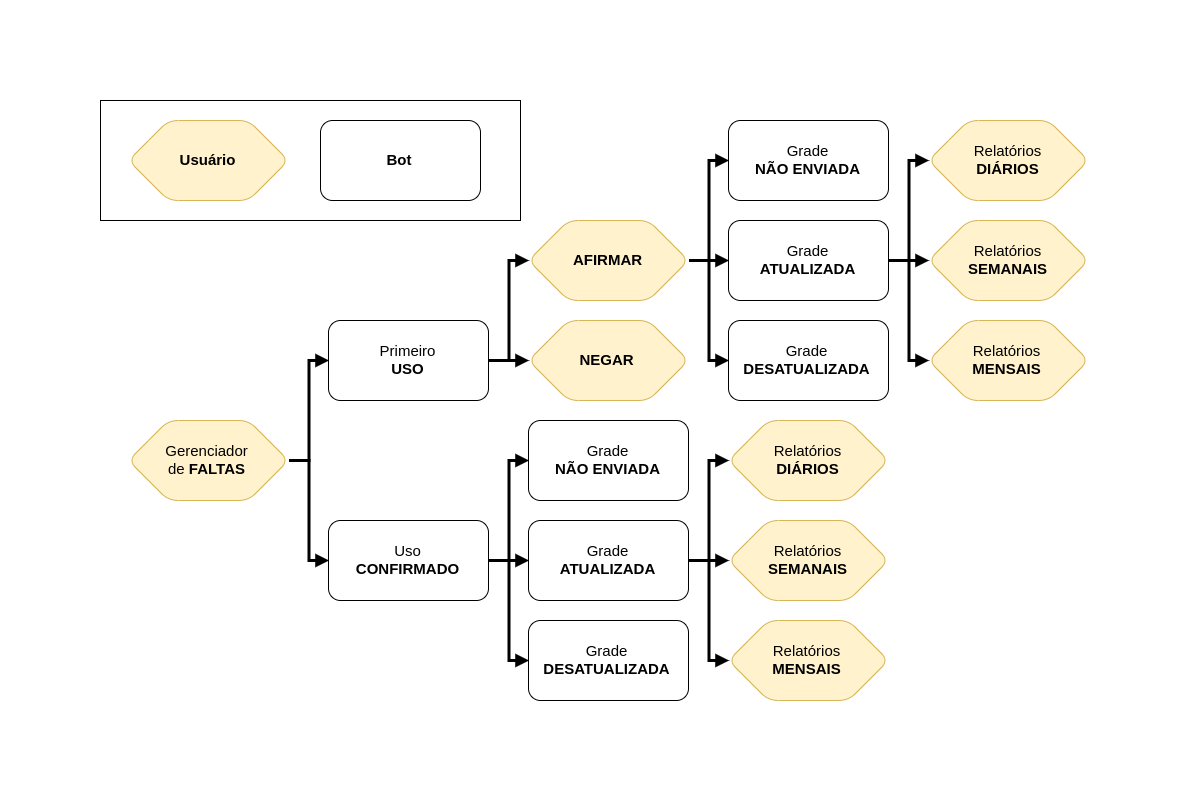 Usuário
Bot
Grade
NÃO ENVIADA
Relatórios
DIÁRIOS
AFIRMAR
Grade
ATUALIZADA
Relatórios
SEMANAIS
Primeiro
USO
NEGAR
Grade
DESATUALIZADA
Relatórios
MENSAIS
Gerenciador
de FALTAS
Grade
NÃO ENVIADA
Relatórios
DIÁRIOS
Uso
CONFIRMADO
Grade
ATUALIZADA
Relatórios
SEMANAIS
Grade
DESATUALIZADA
Relatórios
MENSAIS